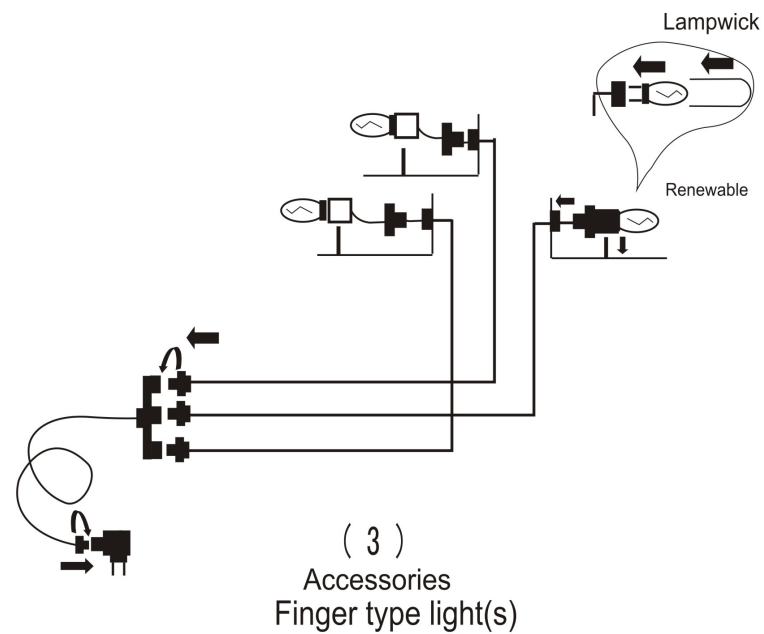 Lampwick
Renewable
( 3 )
Accessories
Finger type light(s)